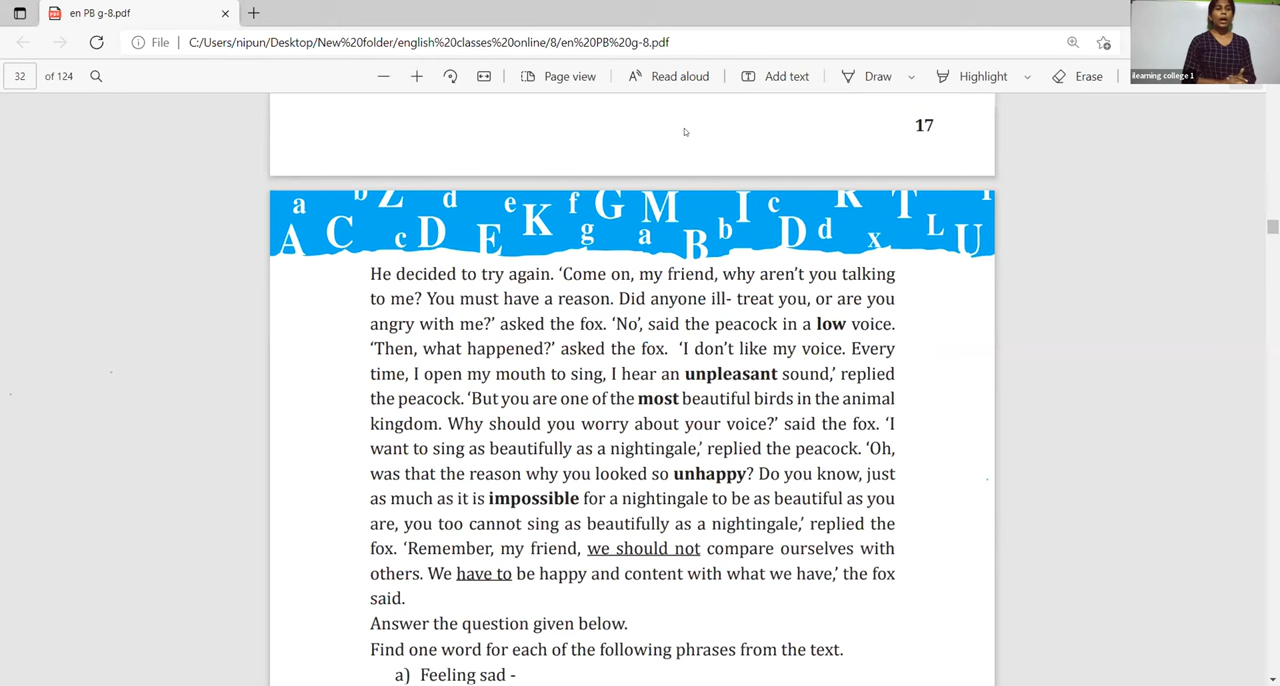 en PB g-8.pdf
File | C:/Users/nipun/Desktop/New%20folder/english%20classes%20online/8/en%20PB%20g-8.pdf
32 of 124 Page view Read aloud Add text Draw Highlight Erase
ilearning college 1
17
a b Z d e f G M I c R T
A C c D E K g a B b D d x L U
He decided to try again. ‘Come on, my friend, why aren’t you talking
to me? You must have a reason. Did anyone ill- treat you, or are you
angry with me?’ asked the fox. ‘No’, said the peacock in a low voice.
‘Then, what happened?’ asked the fox. ‘I don’t like my voice. Every
time, I open my mouth to sing, I hear an unpleasant sound,’ replied
the peacock. ‘But you are one of the most beautiful birds in the animal
kingdom. Why should you worry about your voice?’ said the fox. ‘I
want to sing as beautifully as a nightingale,’ replied the peacock. ‘Oh,
was that the reason why you looked so unhappy? Do you know, just
as much as it is impossible for a nightingale to be as beautiful as you
are, you too cannot sing as beautifully as a nightingale,’ replied the
fox. ‘Remember, my friend, we should not compare ourselves with
others. We have to be happy and content with what we have,’ the fox
said.
Answer the question given below.
Find one word for each of the following phrases from the text.
a) Feeling sad -